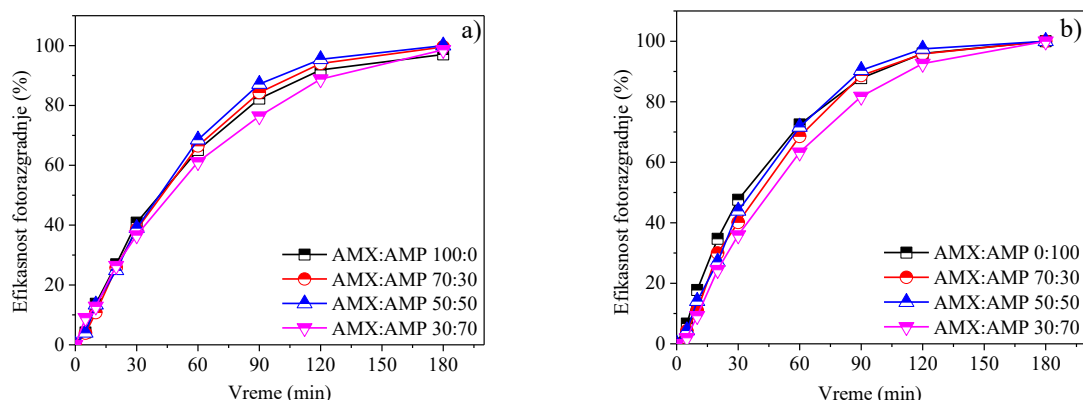 a)
Efikasnost fotorazgradnje (%)
100
80
60
40
20
0
AMX:AMP 100:0
AMX:AMP 70:30
AMX:AMP 50:50
AMX:AMP 30:70
0 30 60 90 120 150 180
Vreme (min)
b)
Efikasnost fotorazgradnje (%)
100
80
60
40
20
0
AMX:AMP 0:100
AMX:AMP 70:30
AMX:AMP 50:50
AMX:AMP 30:70
0 30 60 90 120 150 180
Vreme (min)